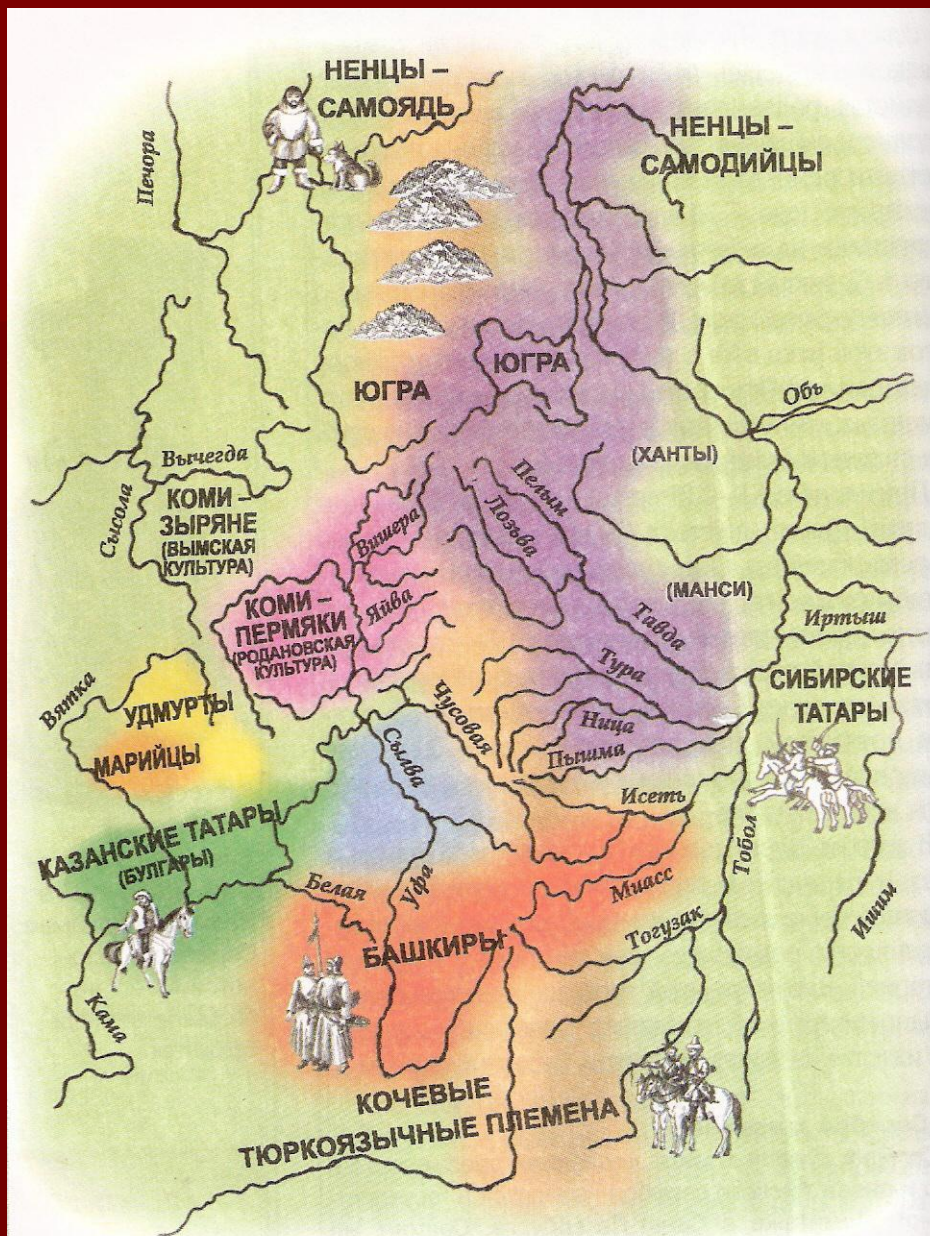 НЕНЦЫ –
САМОЯДЬ
НЕНЦЫ –
САМОДИЙЦЫ
Печора
ЮГРА
ЮГРА
Обь
Вычегда
(ХАНТЫ)
Сысола
КОМИ –
ЗЫРЯНЕ
(ВЫМСКАЯ
КУЛЬТУРА)
Пелым
Лозьва
Вишера
(МАНСИ)
КОМИ –
ПЕРМЯКИ
(РОДАНОВСКАЯ
КУЛЬТУРА)
Яйва
Иртыш
Тавда
Вятка
УДМУРТЫ
Тура
СИБИРСКИЕ
ТАТАРЫ
Чусовая
Сылва
Ница
МАРИЙЦЫ
Пышма
Исеть
КАЗАНСКИЕ ТАТАРЫ
(БУЛГАРЫ)
Тобол
Белая
Уфа
Миасс
Ишим
БАШКИРЫ
Тогузак
Кама
КОЧЕВЫЕ
ТЮРКОЯЗЫЧНЫЕ ПЛЕМЕНА